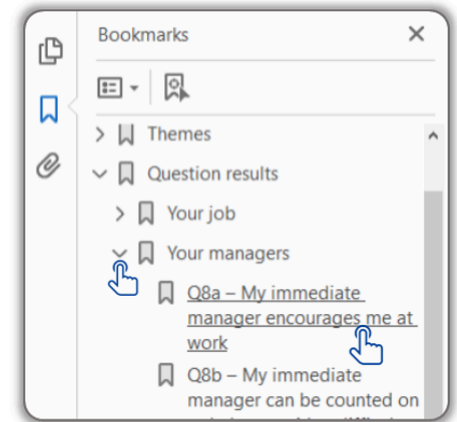 Bookmarks
Themes
Question results
Your job
Your managers
Q8a – My immediate
manager encourages me at
work
Q8b – My immediate
manager can be counted on